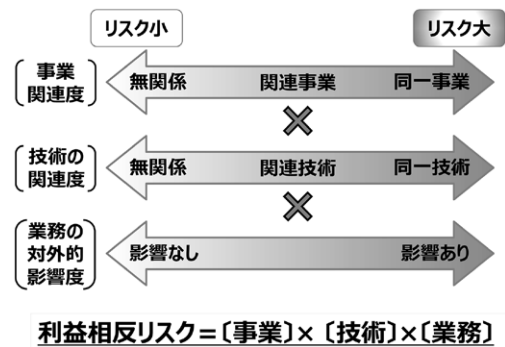 リスク小
リスク大
事業
関連度
無関係 関連事業 同一事業
×
技術の
関連度
無関係 関連技術 同一技術
×
業務の
対外的
影響度
影響なし 影響あり
利益相反リスク=〔事業〕×〔技術〕×〔業務〕